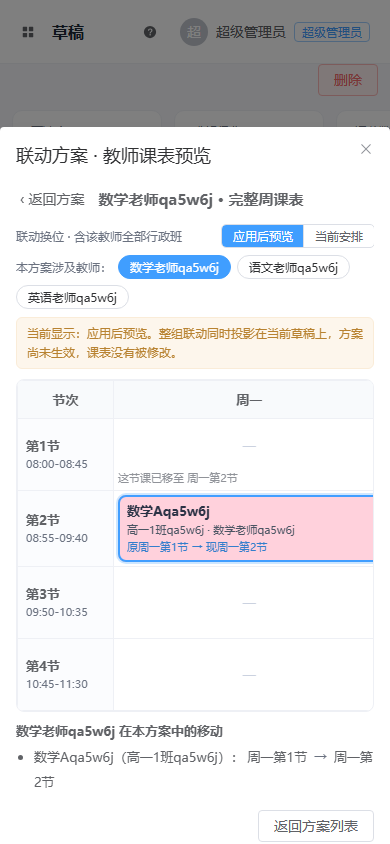 草稿
?
超
超级管理员
超级管理员
删除
联动方案 · 教师课表预览
‹ 返回方案
数学老师qa5w6j • 完整周课表
联动换位 · 含该教师全部行政班
应用后预览
当前安排
本方案涉及教师：
数学老师qa5w6j
语文老师qa5w6j
英语老师qa5w6j
当前显示：应用后预览。整组联动同时投影在当前草稿上，方案
尚未生效，课表没有被修改。
节次
周一
第1节
08:00-08:45
—
这节课已移至 周一第2节
第2节
08:55-09:40
数学Aqa5w6j
高一1班qa5w6j · 数学老师qa5w6j
原周一第1节 → 现周一第2节
第3节
09:50-10:35
—
第4节
10:45-11:30
—
数学老师qa5w6j 在本方案中的移动
• 数学Aqa5w6j（高一1班qa5w6j）： 周一第1节 → 周一第
2节
返回方案列表